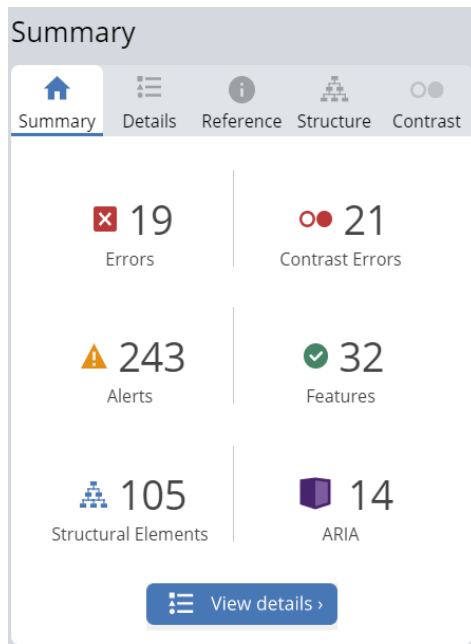 Summary
Summary Details Reference Structure Contrast
19 21
Errors Contrast Errors
243 32
Alerts Features
105 14
Structural Elements ARIA
View details ›